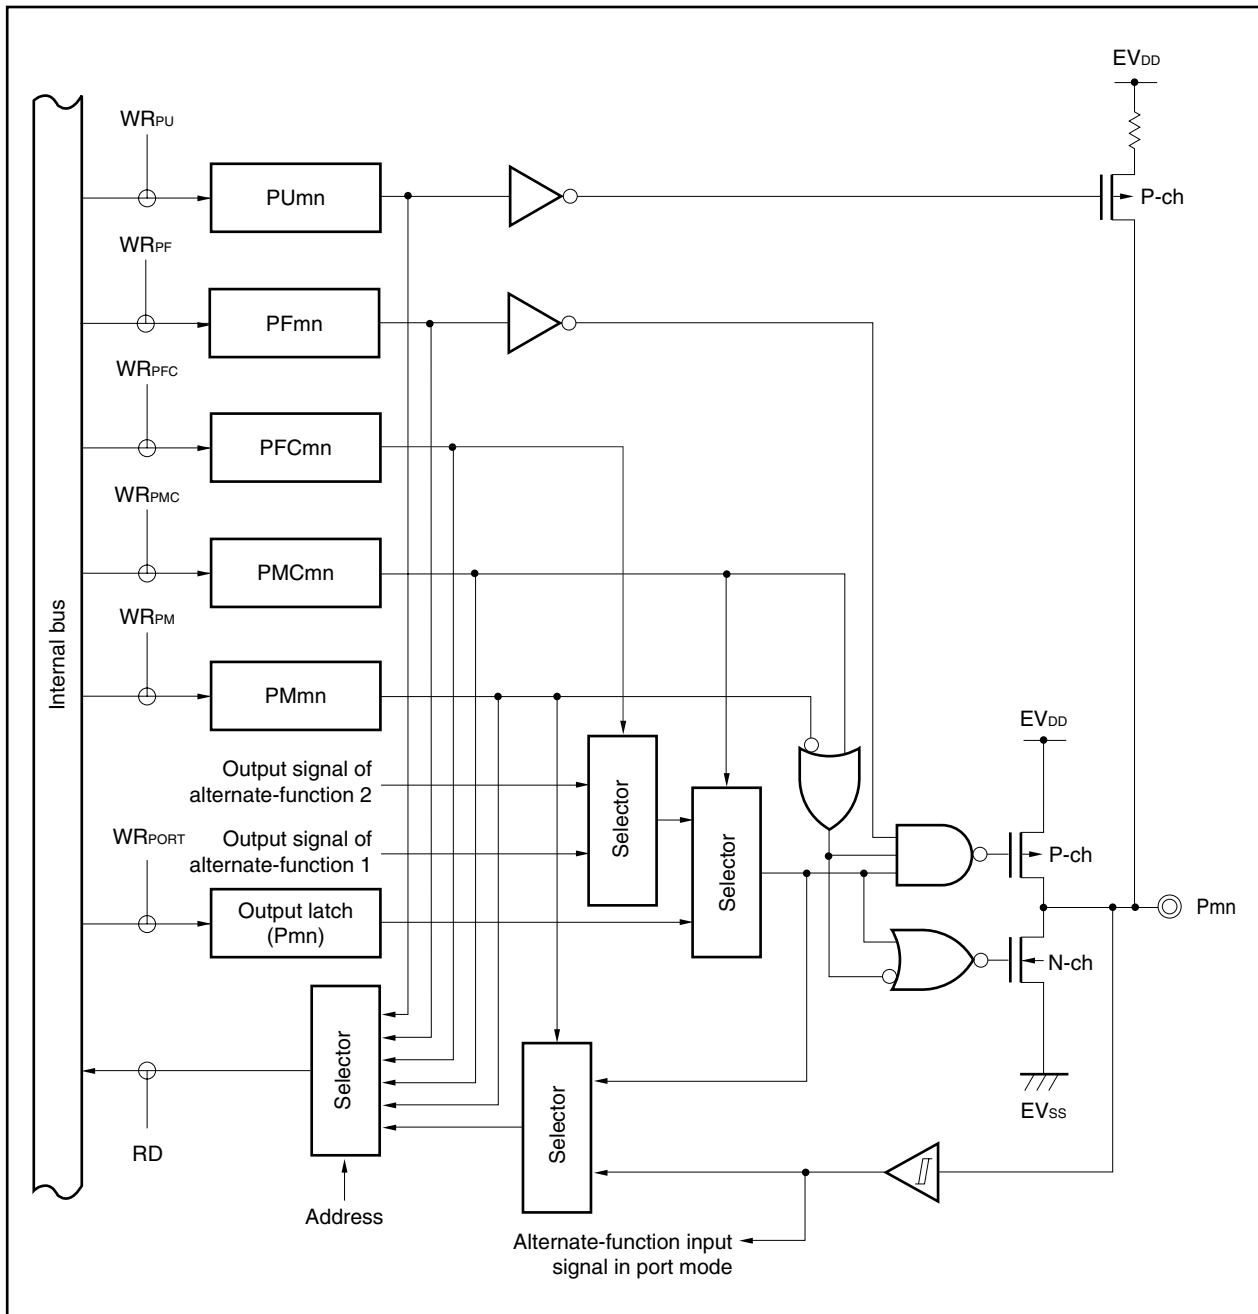 EVDD
WRPU
PUmn
P-ch
WRPF
PFmn
WRPFC
PFCmn
WRPMC
PMCmn
WRPM
PMmn
Internal bus
EVDD
Output signal of
alternate-function 2
Selector
Output signal of
alternate-function 1
Selector
WRPORT
Output latch
(Pmn)
P-ch
Pmn
N-ch
Selector
Selector
EVSS
RD
Address
Alternate-function input
signal in port mode